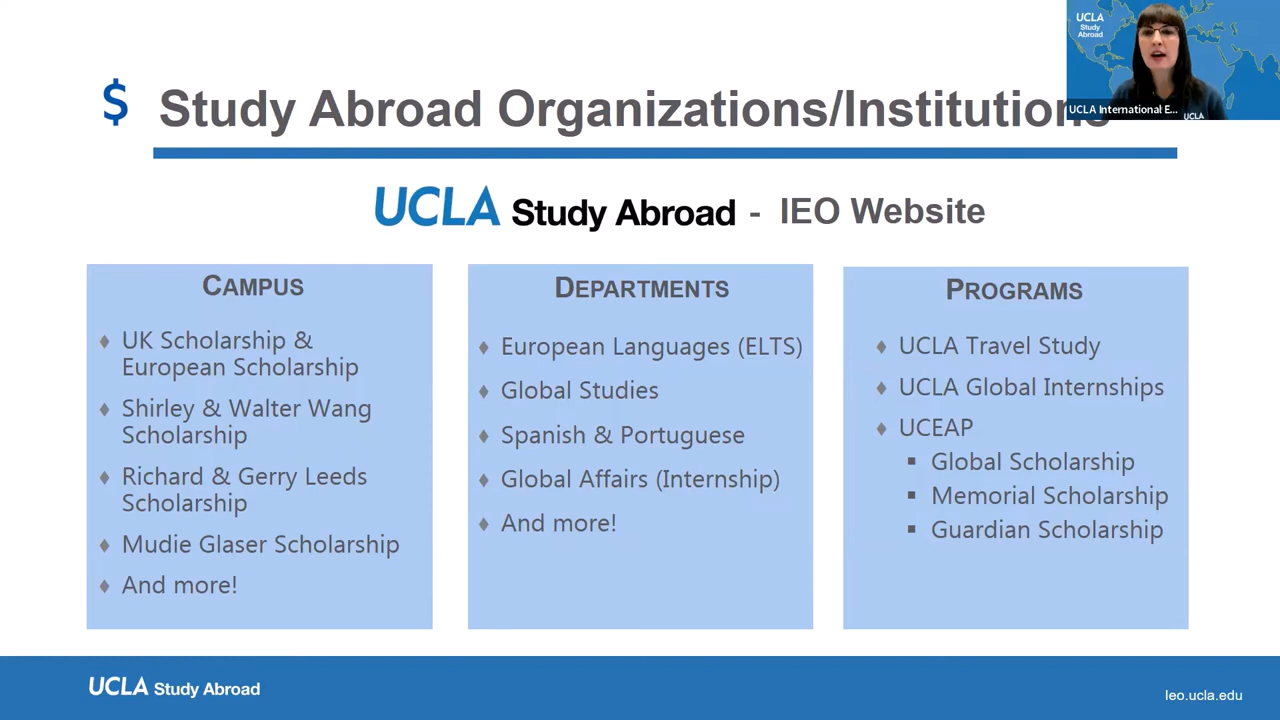 UCLA
Study
Abroad
UCLA International E...
UCLA
$ Study Abroad Organizations/Institutions
UCLA Study Abroad - IEO Website
CAMPUS
♦ UK Scholarship &
European Scholarship
♦ Shirley & Walter Wang
Scholarship
♦ Richard & Gerry Leeds
Scholarship
♦ Mudie Glaser Scholarship
♦ And more!
DEPARTMENTS
♦ European Languages (ELTS)
♦ Global Studies
♦ Spanish & Portuguese
♦ Global Affairs (Internship)
♦ And more!
PROGRAMS
♦ UCLA Travel Study
♦ UCLA Global Internships
♦ UCEAP
▪ Global Scholarship
▪ Memorial Scholarship
▪ Guardian Scholarship
UCLA Study Abroad
ieo.ucla.edu